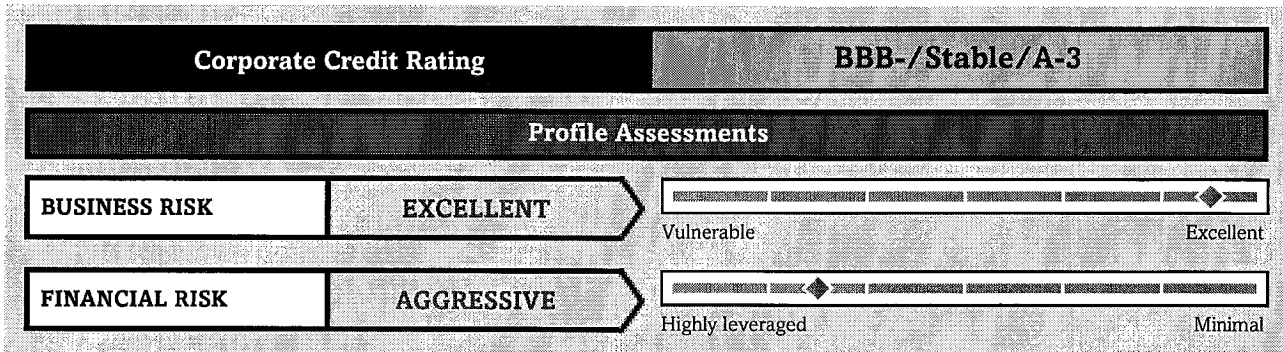 Corporate Credit Rating
BBB-/Stable/A-3
Profile Assessments
BUSINESS RISK
EXCELLENT
Vulnerable
Excellent
FINANCIAL RISK
AGGRESSIVE
Highly leveraged
Minimal